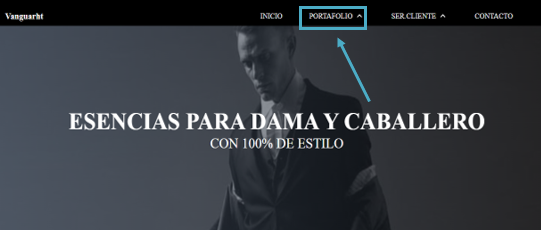 Vanguarht INICIO PORTAFOLIO SER.CLIENTE CONTACTO
ESENCIAS PARA DAMA Y CABALLERO
CON 100% DE ESTILO